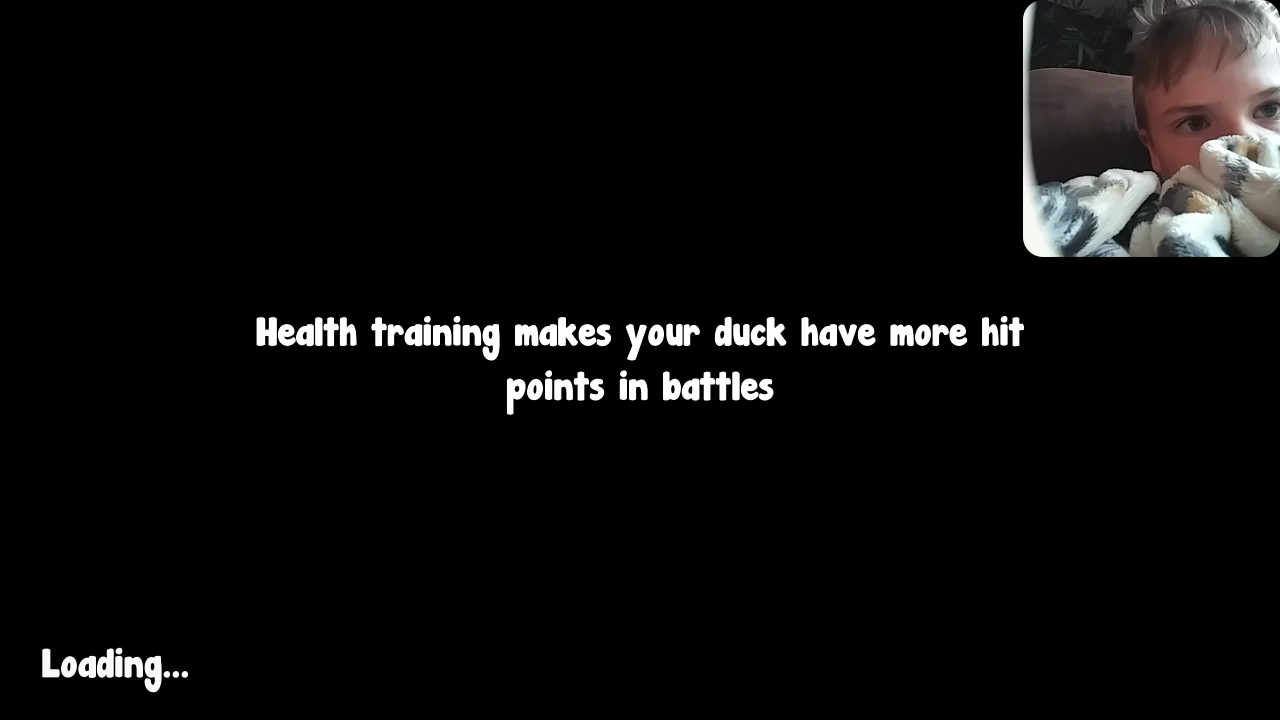 Health training makes your duck have more hit
points in battles
Loading...